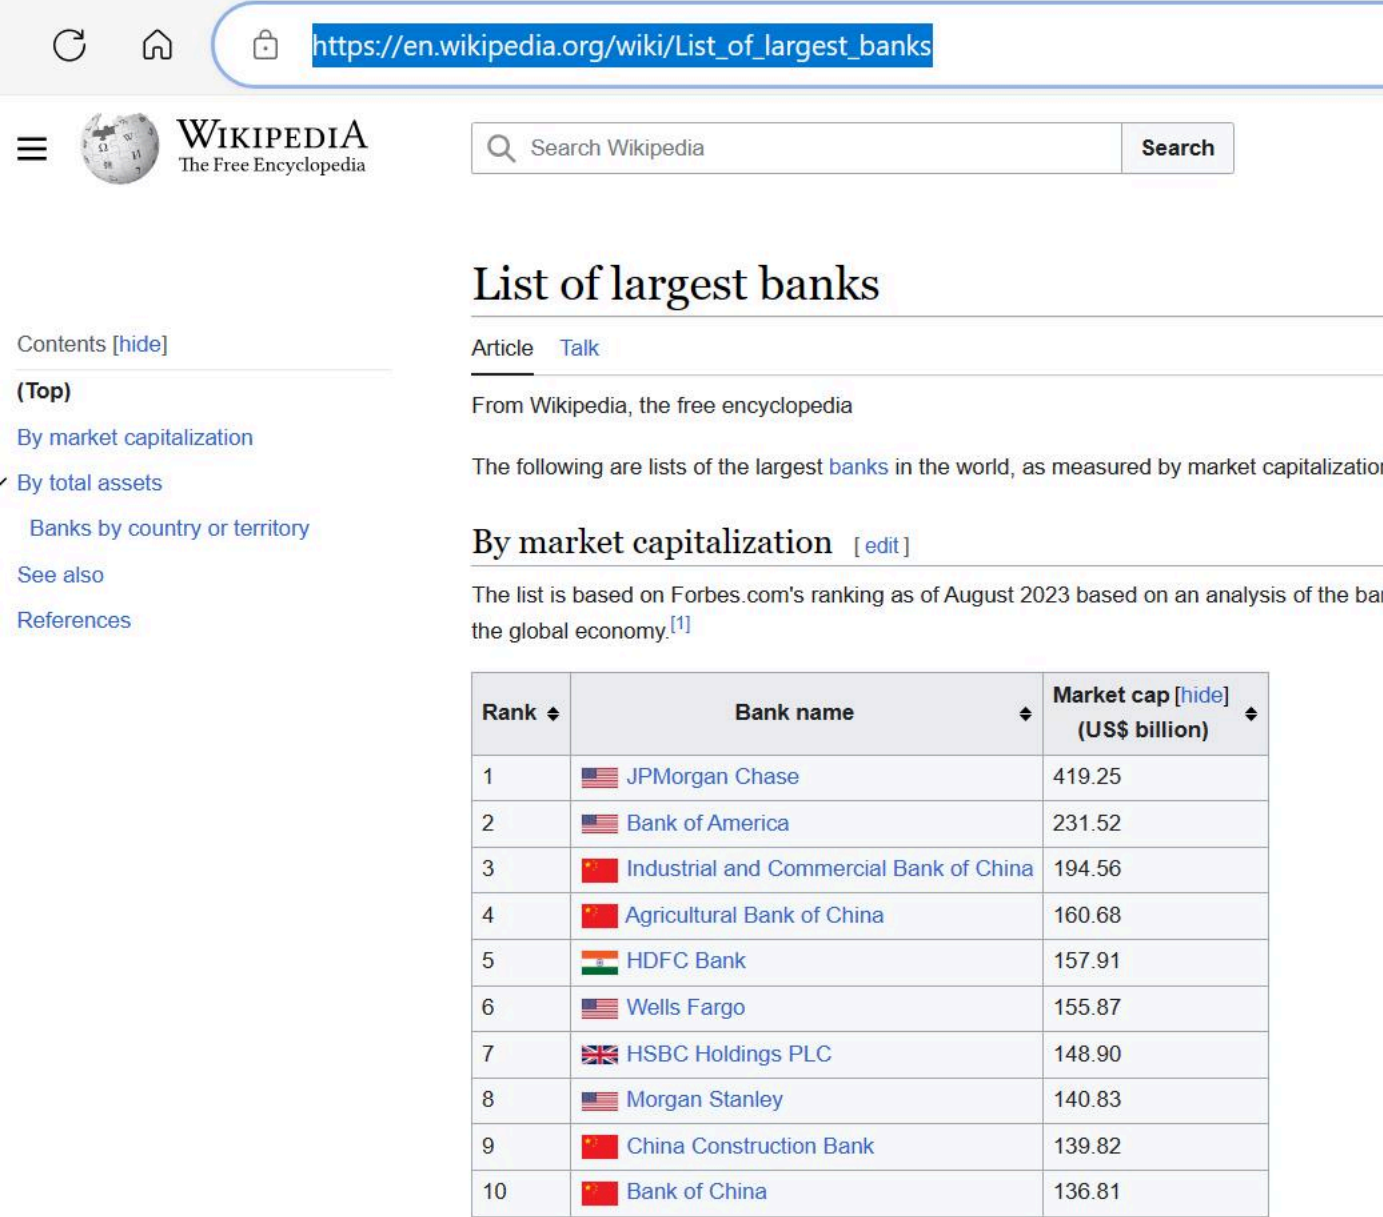 https://en.wikipedia.org/wiki/List_of_largest_banks
WIKIPEDIA
The Free Encyclopedia
Search Wikipedia
Search
List of largest banks
Contents [hide]
(Top)
By market capitalization
By total assets
Banks by country or territory
See also
References
Article Talk
From Wikipedia, the free encyclopedia
The following are lists of the largest banks in the world, as measured by market
By market capitalization [ edit ]
The list is based on Forbes.com's ranking as of August 2023 based on an analysis of the
the global economy.[1]
Rank Bank name Market cap [hide]
(US$ billion)
1 JPMorgan Chase 419.25
2 Bank of America 231.52
3 Industrial and Commercial Bank of China 194.56
4 Agricultural Bank of China 160.68
5 HDFC Bank 157.91
6 Wells Fargo 155.87
7 HSBC Holdings PLC 148.90
8 Morgan Stanley 140.83
9 China Construction Bank 139.82
10 Bank of China 136.81